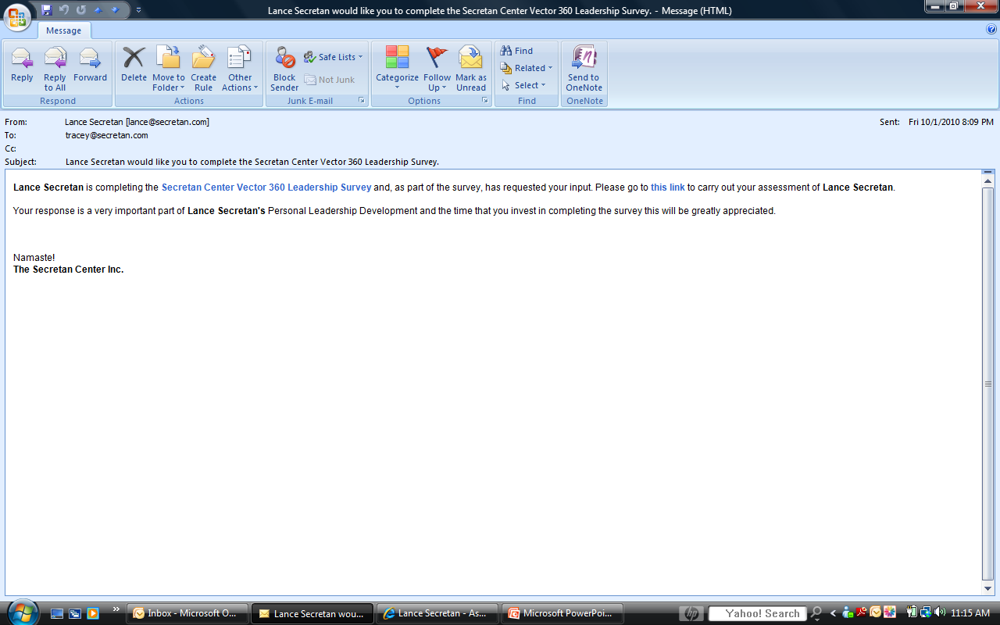 Lance Secretan would like you to complete the Secretan Center Vector 360 Leadership Survey. - Message (HTML)
Message
Reply Reply to All Forward
Respond
Delete Move to Folder Create Rule Other Actions
Actions
Block Sender Safe Lists Not Junk
Junk E-mail
Categorize Follow Up Mark as Unread
Options
Find
Related
Select
Find
Send to OneNote
OneNote
From: Lance Secretan [lance@secretan.com] Sent: Fri 10/1/2010 8:09 PM
To: tracey@secretan.com
Cc:
Subject: Lance Secretan would like you to complete the Secretan Center Vector 360 Leadership Survey.
Lance Secretan is completing the Secretan Center Vector 360 Leadership Survey and, as part of the survey, has requested your input. Please go to this link to carry out your assessment of Lance Secretan.
Your response is a very important part of Lance Secretan's Personal Leadership Development and the time that you invest in completing the survey this will be greatly appreciated.
Namaste!
The Secretan Center Inc.
Inbox - Microsoft O... Lance Secretan wou... Lance Secretan - As... Microsoft PowerPoi... hp Yahoo! Search 11:15 AM